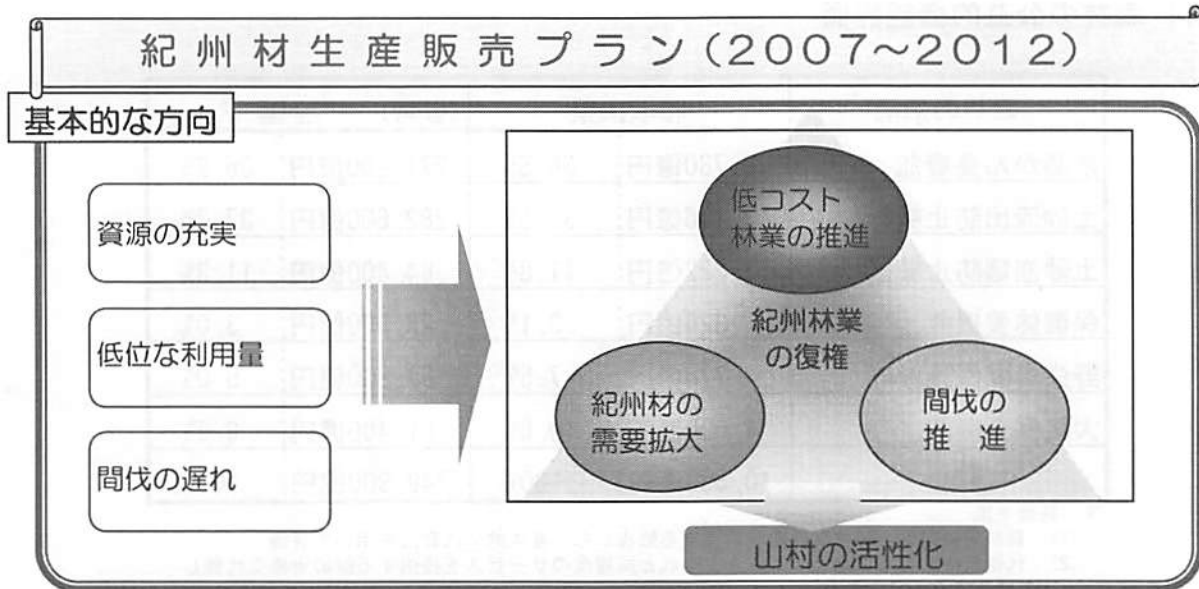 紀州材生産販売プラン(2007～2012)
基本的な方向
資源の充実
低位な利用量
間伐の遅れ
低コスト
林業の推進
紀州林業
の復権
紀州材の
需要拡大
間伐の
推　進
山村の活性化